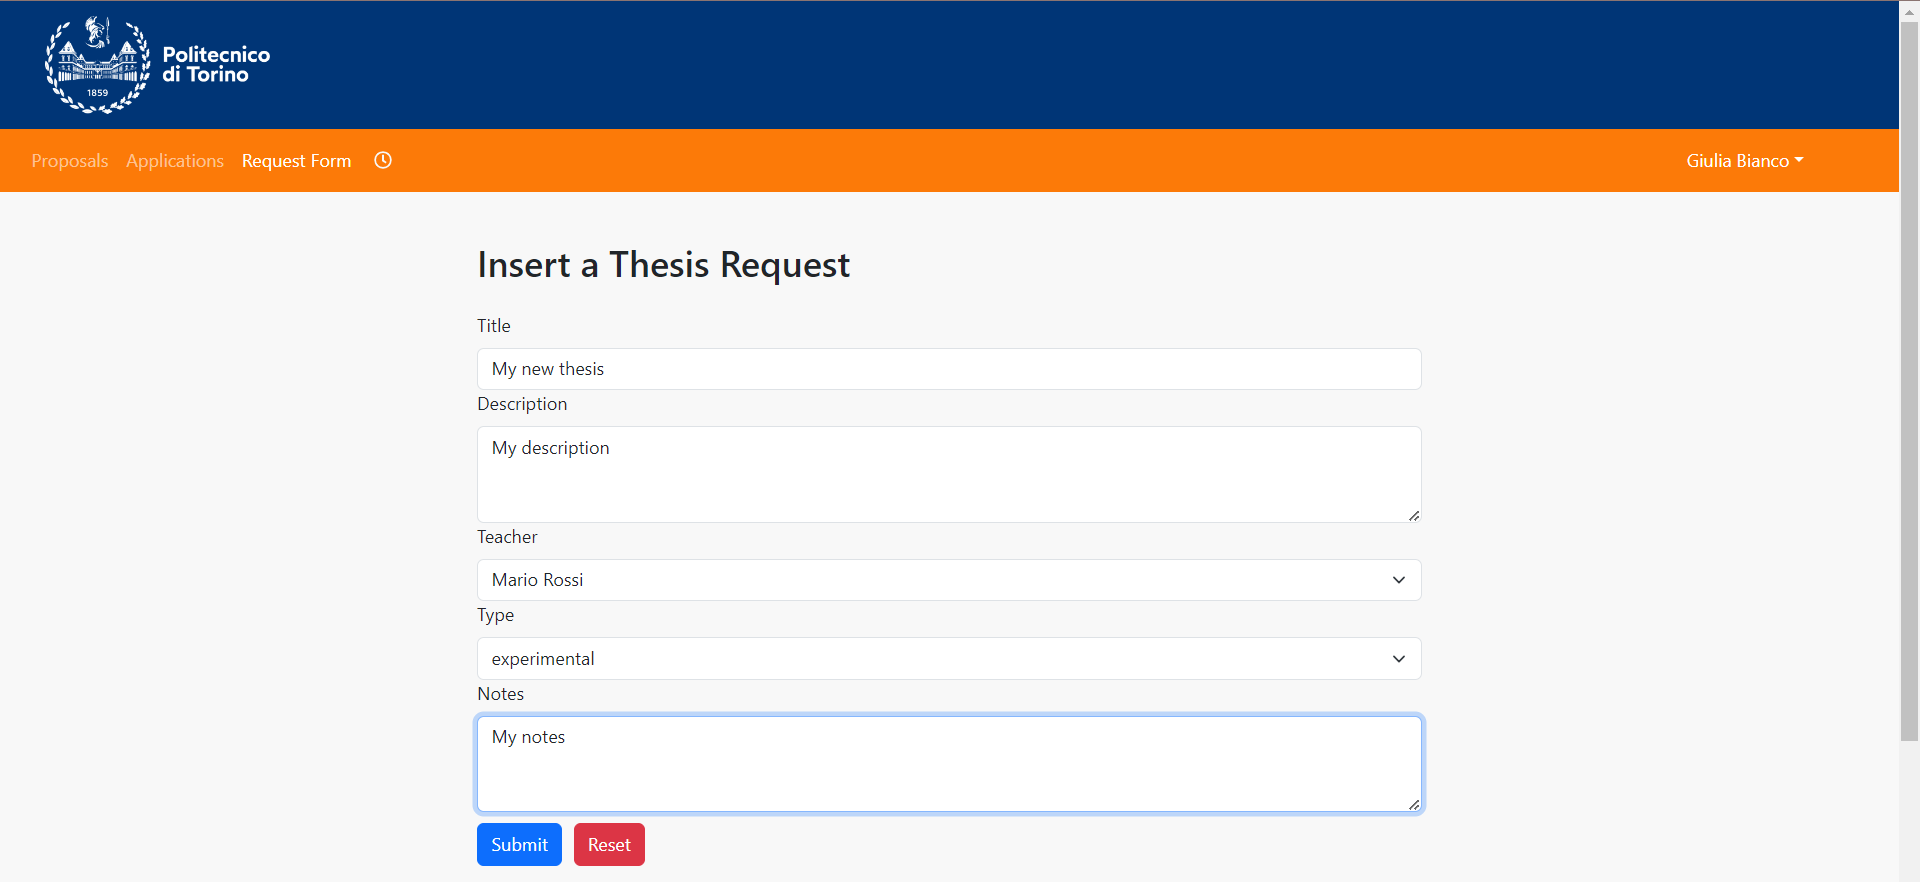 1859
Politecnico
di Torino
Proposals Applications Request Form Giulia Bianco
Insert a Thesis Request
Title
My new thesis
Description
My description
Teacher
Mario Rossi
Type
experimental
Notes
My notes
Submit Reset